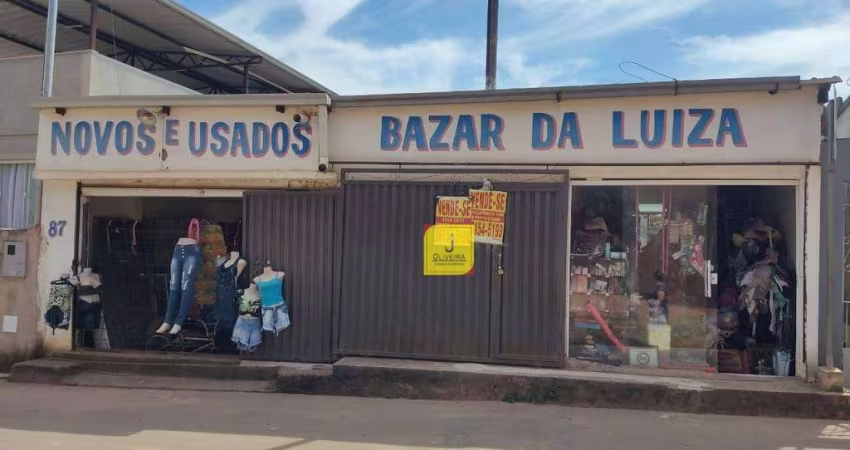 NOVOS E USADOS
BAZAR DA LUIZA
87
VENDE-SE
VENDE-SE
J
OLIVEIRA